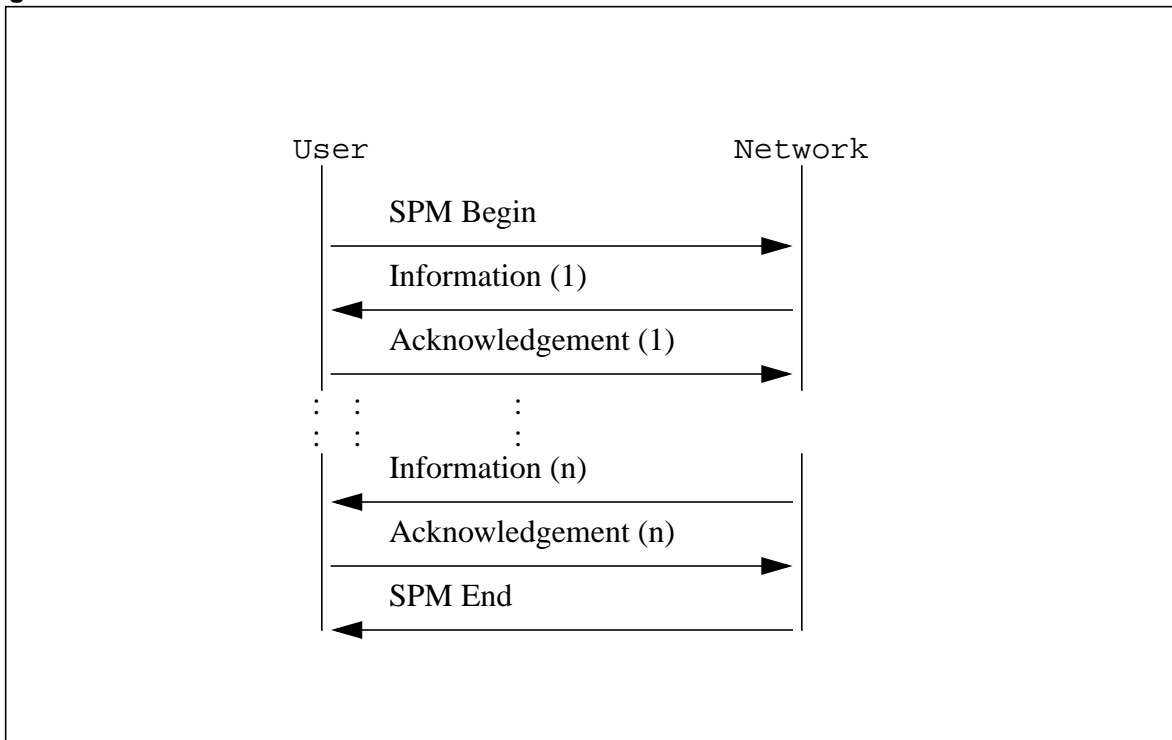 User Network
SPM Begin
Information (1)
Acknowledgement (1)
: : :
: : :
Information (n)
Acknowledgement (n)
SPM End